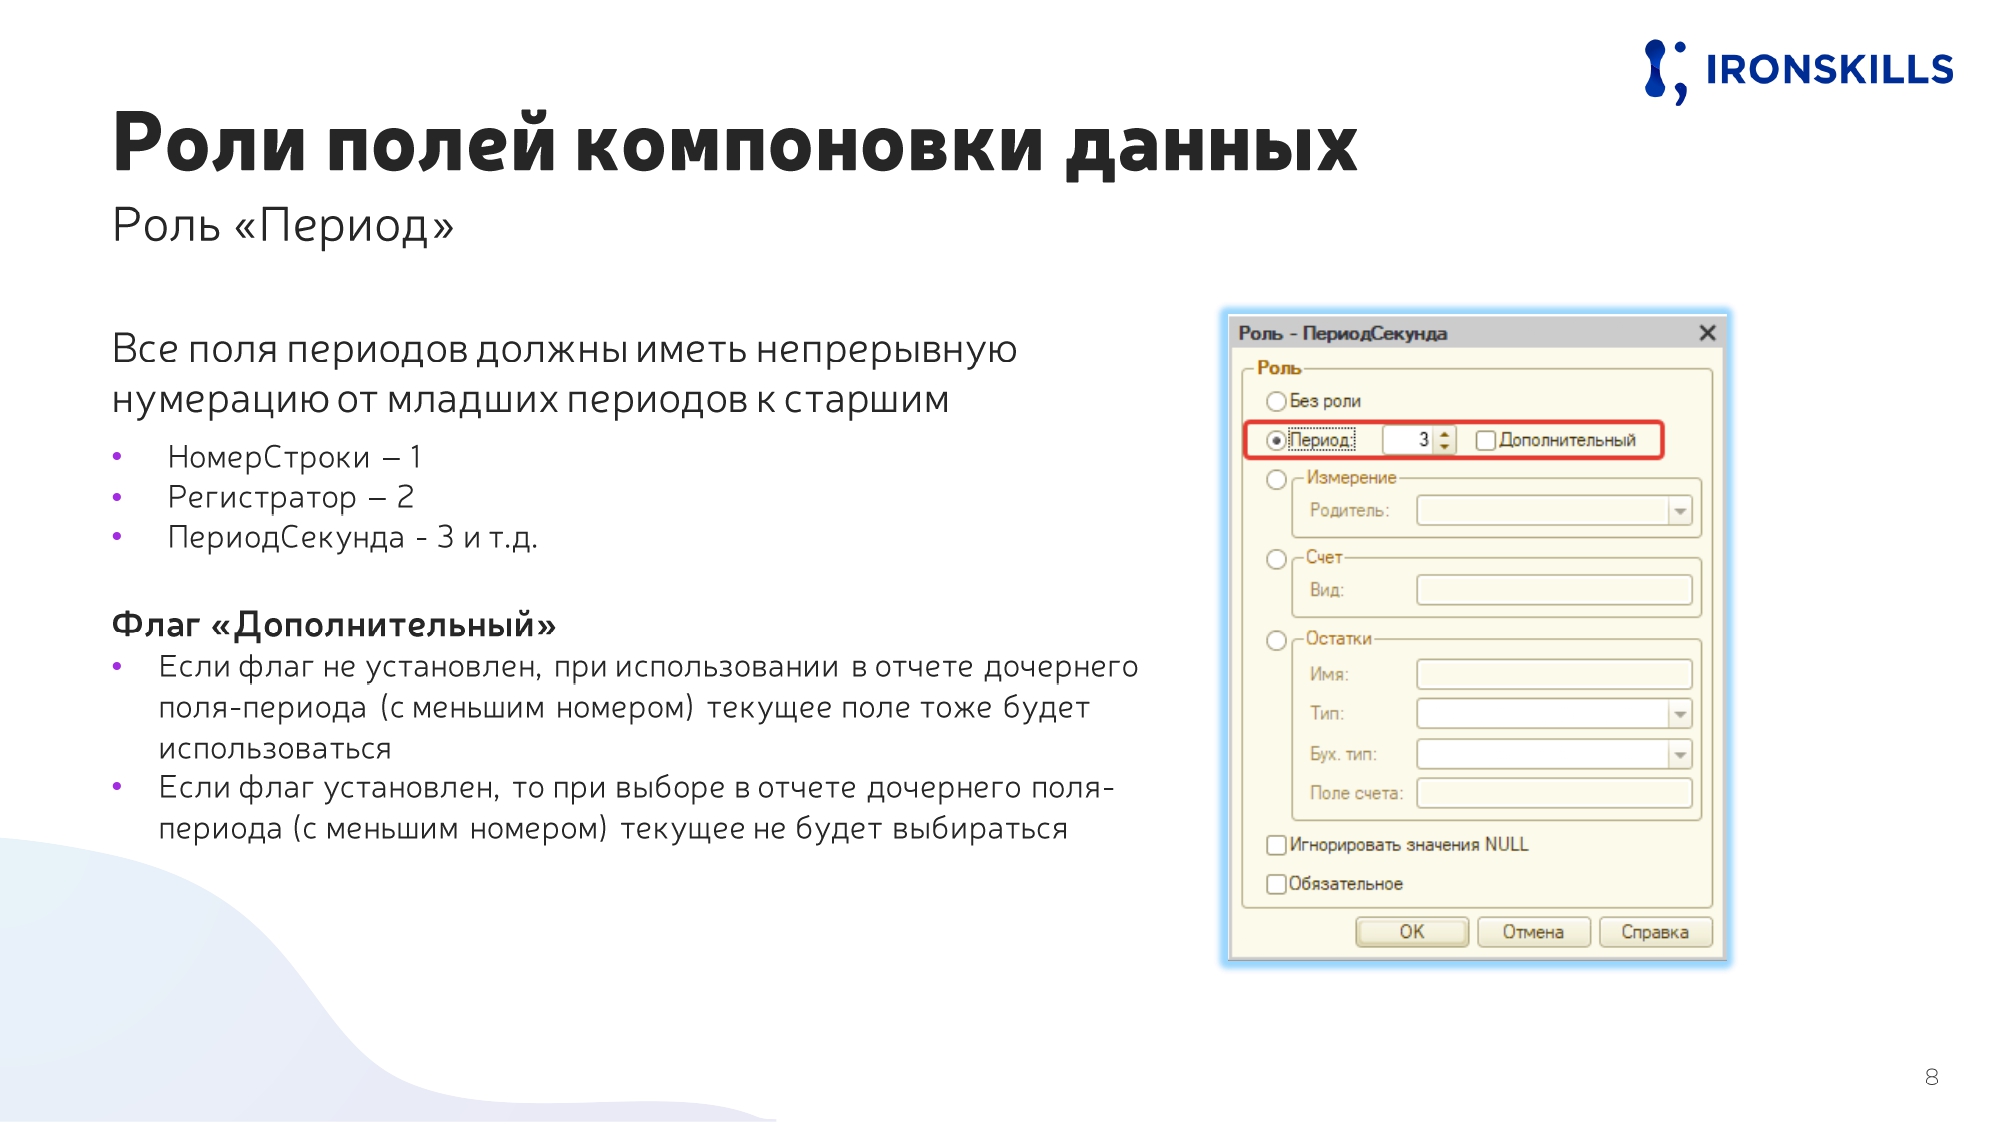 IRONSKILLS
Роли полей компоновки данных
Роль «Период»
Все поля периодов должны иметь непрерывную
нумерацию от младших периодов к старшим
• НомерСтроки – 1
• Регистратор – 2
• ПериодСекунда - 3 и т.д.
Флаг «Дополнительный»
• Если флаг не установлен, при использовании в отчете дочернего
поля-периода (с меньшим номером) текущее поле тоже будет
использоваться
• Если флаг установлен, то при выборе в отчете дочернего поля-
периода (с меньшим номером) текущее не будет выбираться
Роль - ПериодСекунда
Роль
Без роли
Период: 3 Дополнительный
Измерение
Родитель:
Счет
Вид:
Остатки
Имя:
Тип:
Бух. тип:
Поле счета:
Игнорировать значения NULL
Обязательное
OK Отмена Справка
8